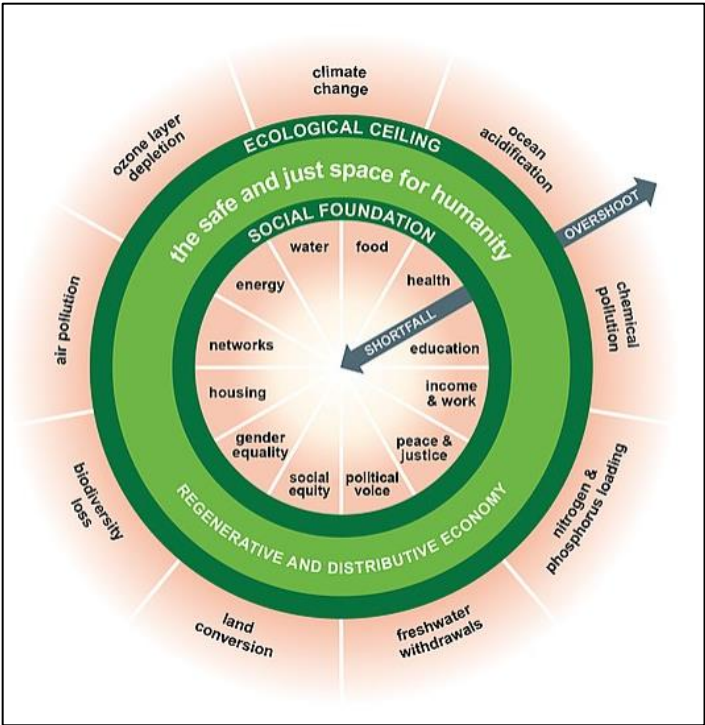 climate
change
ocean
acidification
OVERSHOOT
chemical
pollution
nitrogen &
phosphorus loading
freshwater
withdrawals
land
conversion
biodiversity
loss
air pollution
ozone layer
depletion
ECOLOGICAL CEILING
the safe and just space for humanity
SOCIAL FOUNDATION
water
food
health
SHORTFALL
education
income
& work
peace &
justice
political
voice
social
equity
gender
equality
housing
networks
energy
REGENERATIVE AND DISTRIBUTIVE ECONOMY